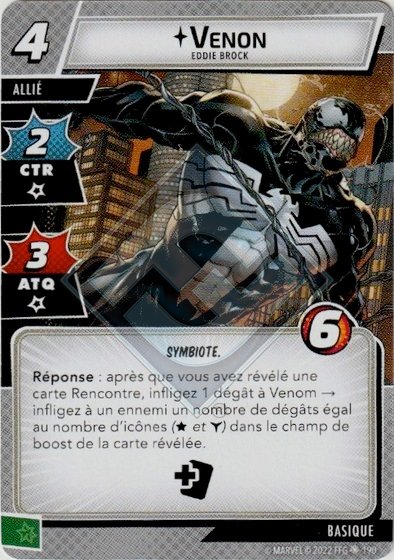 4
VENON
EDDIE BROCK
ALLIÉ
2
CTR
3
ATQ
6
SYMBIOTE.
Réponse : après que vous avez révélé une
carte Rencontre, infligez 1 dégât à Venom →
infligez à un ennemi un nombre de dégâts égal
au nombre d'icônes (★ et ) dans le champ de
boost de la carte révélée.
BASIQUE
© MARVEL © 2022 FFG 190